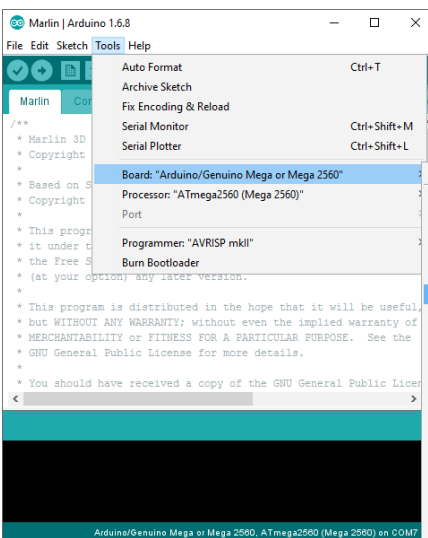 Marlin | Arduino 1.6.8
File Edit Sketch Tools Help
Auto Format Ctrl+T
Archive Sketch
Fix Encoding & Reload
Serial Monitor Ctrl+Shift+M
Serial Plotter Ctrl+Shift+L
Board: "Arduino/Genuino Mega or Mega 2560"
Processor: "ATmega2560 (Mega 2560)"
Port
Programmer: "AVRISP mkII"
Burn Bootloader
Marlin Con
/**
* Marlin 3D
* Copyright
*
* Based on S
* Copyright
*
* This progr
* it under t
* the Free S
* (at your option) any later version.
*
* This program is distributed in the hope that it will be useful,
* but WITHOUT ANY WARRANTY; without even the implied warranty of
* MERCHANTABILITY or FITNESS FOR A PARTICULAR PURPOSE. See the
* GNU General Public License for more details.
*
* You should have received a copy of the GNU General Public Licen
Arduino/Genuino Mega or Mega 2560, ATmega2560 (Mega 2560) on COM7